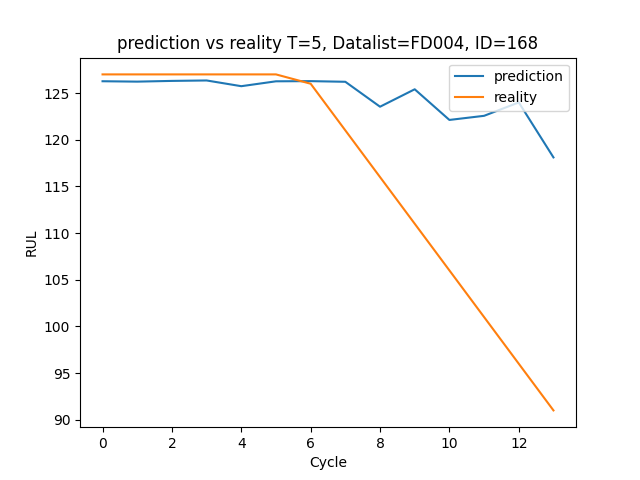 prediction vs reality T=5, Datalist=FD004, ID=168
prediction
reality
125
120
115
110
105
100
95
90
RUL
0 2 4 6 8 10 12
Cycle